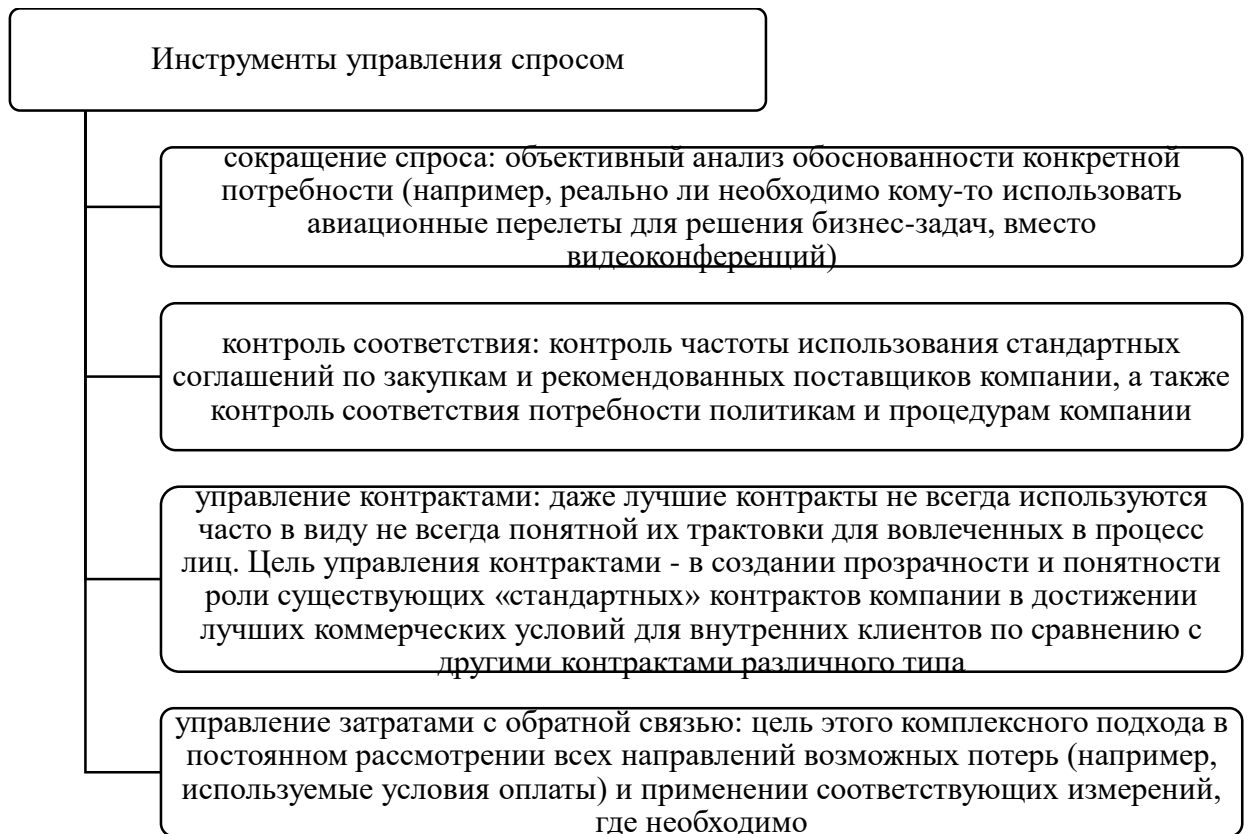 Инструменты управления спросом
сокращение спроса: объективный анализ обоснованности конкретной
потребности (например, реально ли необходимо кому-то использовать
авиационные перелеты для решения бизнес-задач, вместо
видеоконференций)
контроль соответствия: контроль частоты использования стандартных
соглашений по закупкам и рекомендованных поставщиков компании, а также
контроль соответствия потребности политикам и процедурам компании
управление контрактами: даже лучшие контракты не всегда используются
часто в виду не всегда понятной их трактовки для вовлеченных в процесс
лиц. Цель управления контрактами - в создании прозрачности и понятности
роли существующих «стандартных» контрактов компании в достижении
лучших коммерческих условий для внутренних клиентов по сравнению с
другими контрактами различного типа
управление затратами с обратной связью: цель этого комплексного подхода в
постоянном рассмотрении всех направлений возможных потерь (например,
используемые условия оплаты) и применении соответствующих измерений,
где необходимо